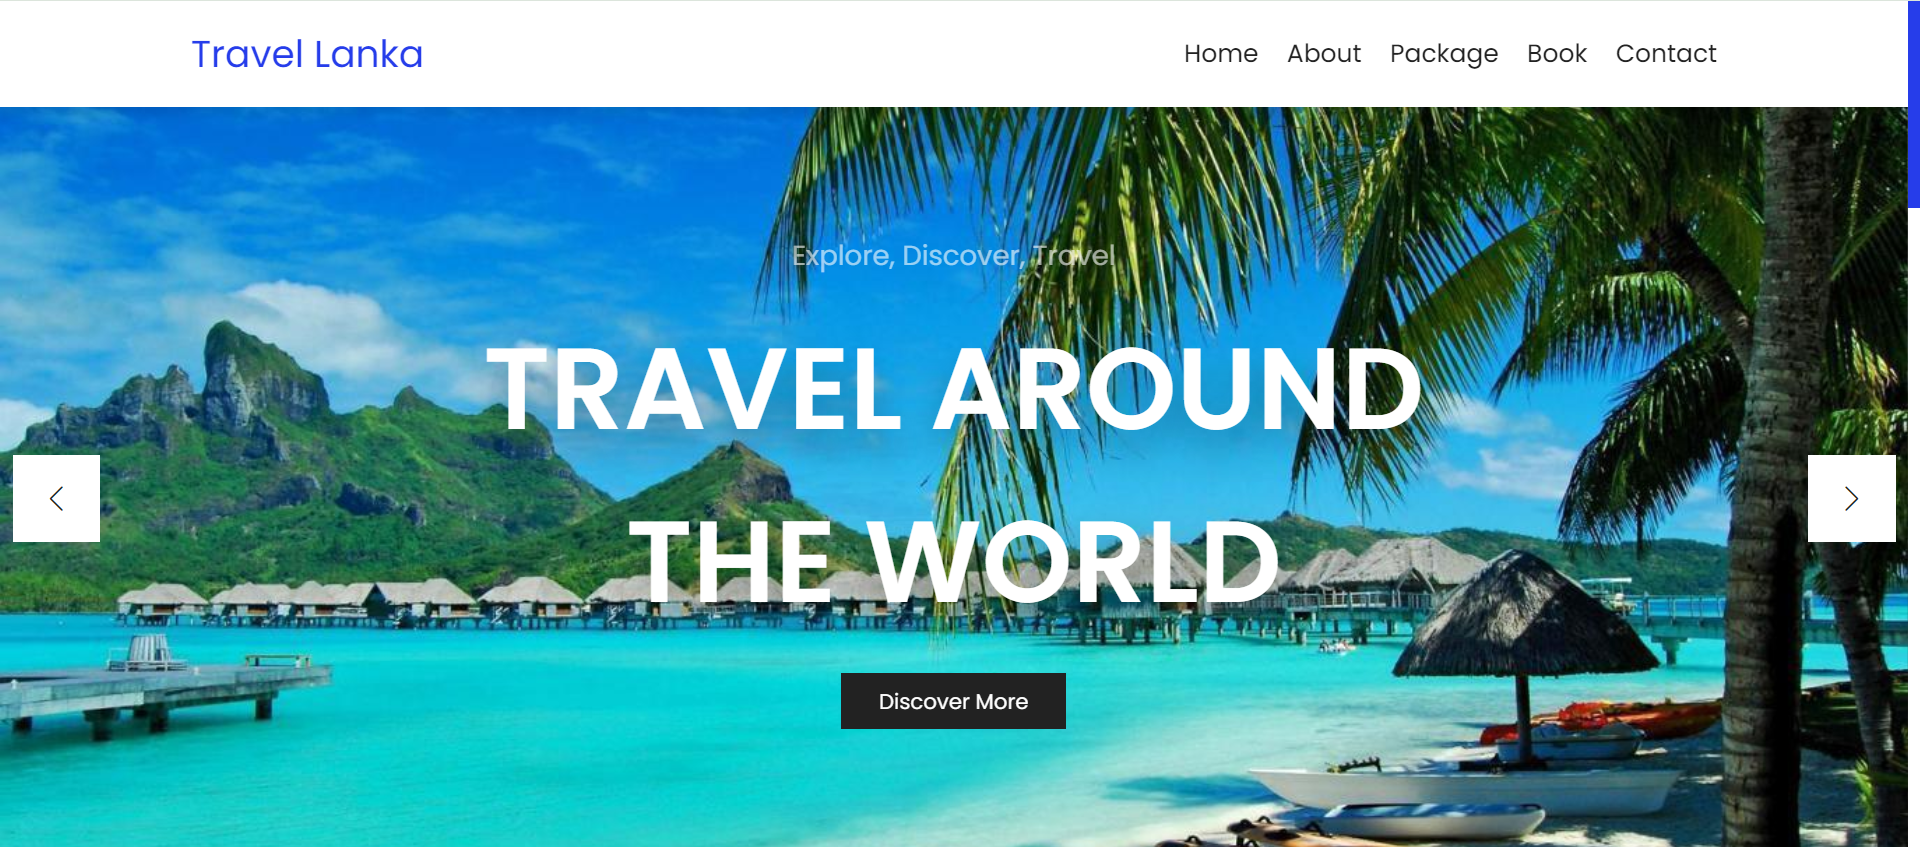 Travel Lanka
Home About Package Book Contact
Explore, Discover, Travel
TRAVEL AROUND
THE WORLD
Discover More